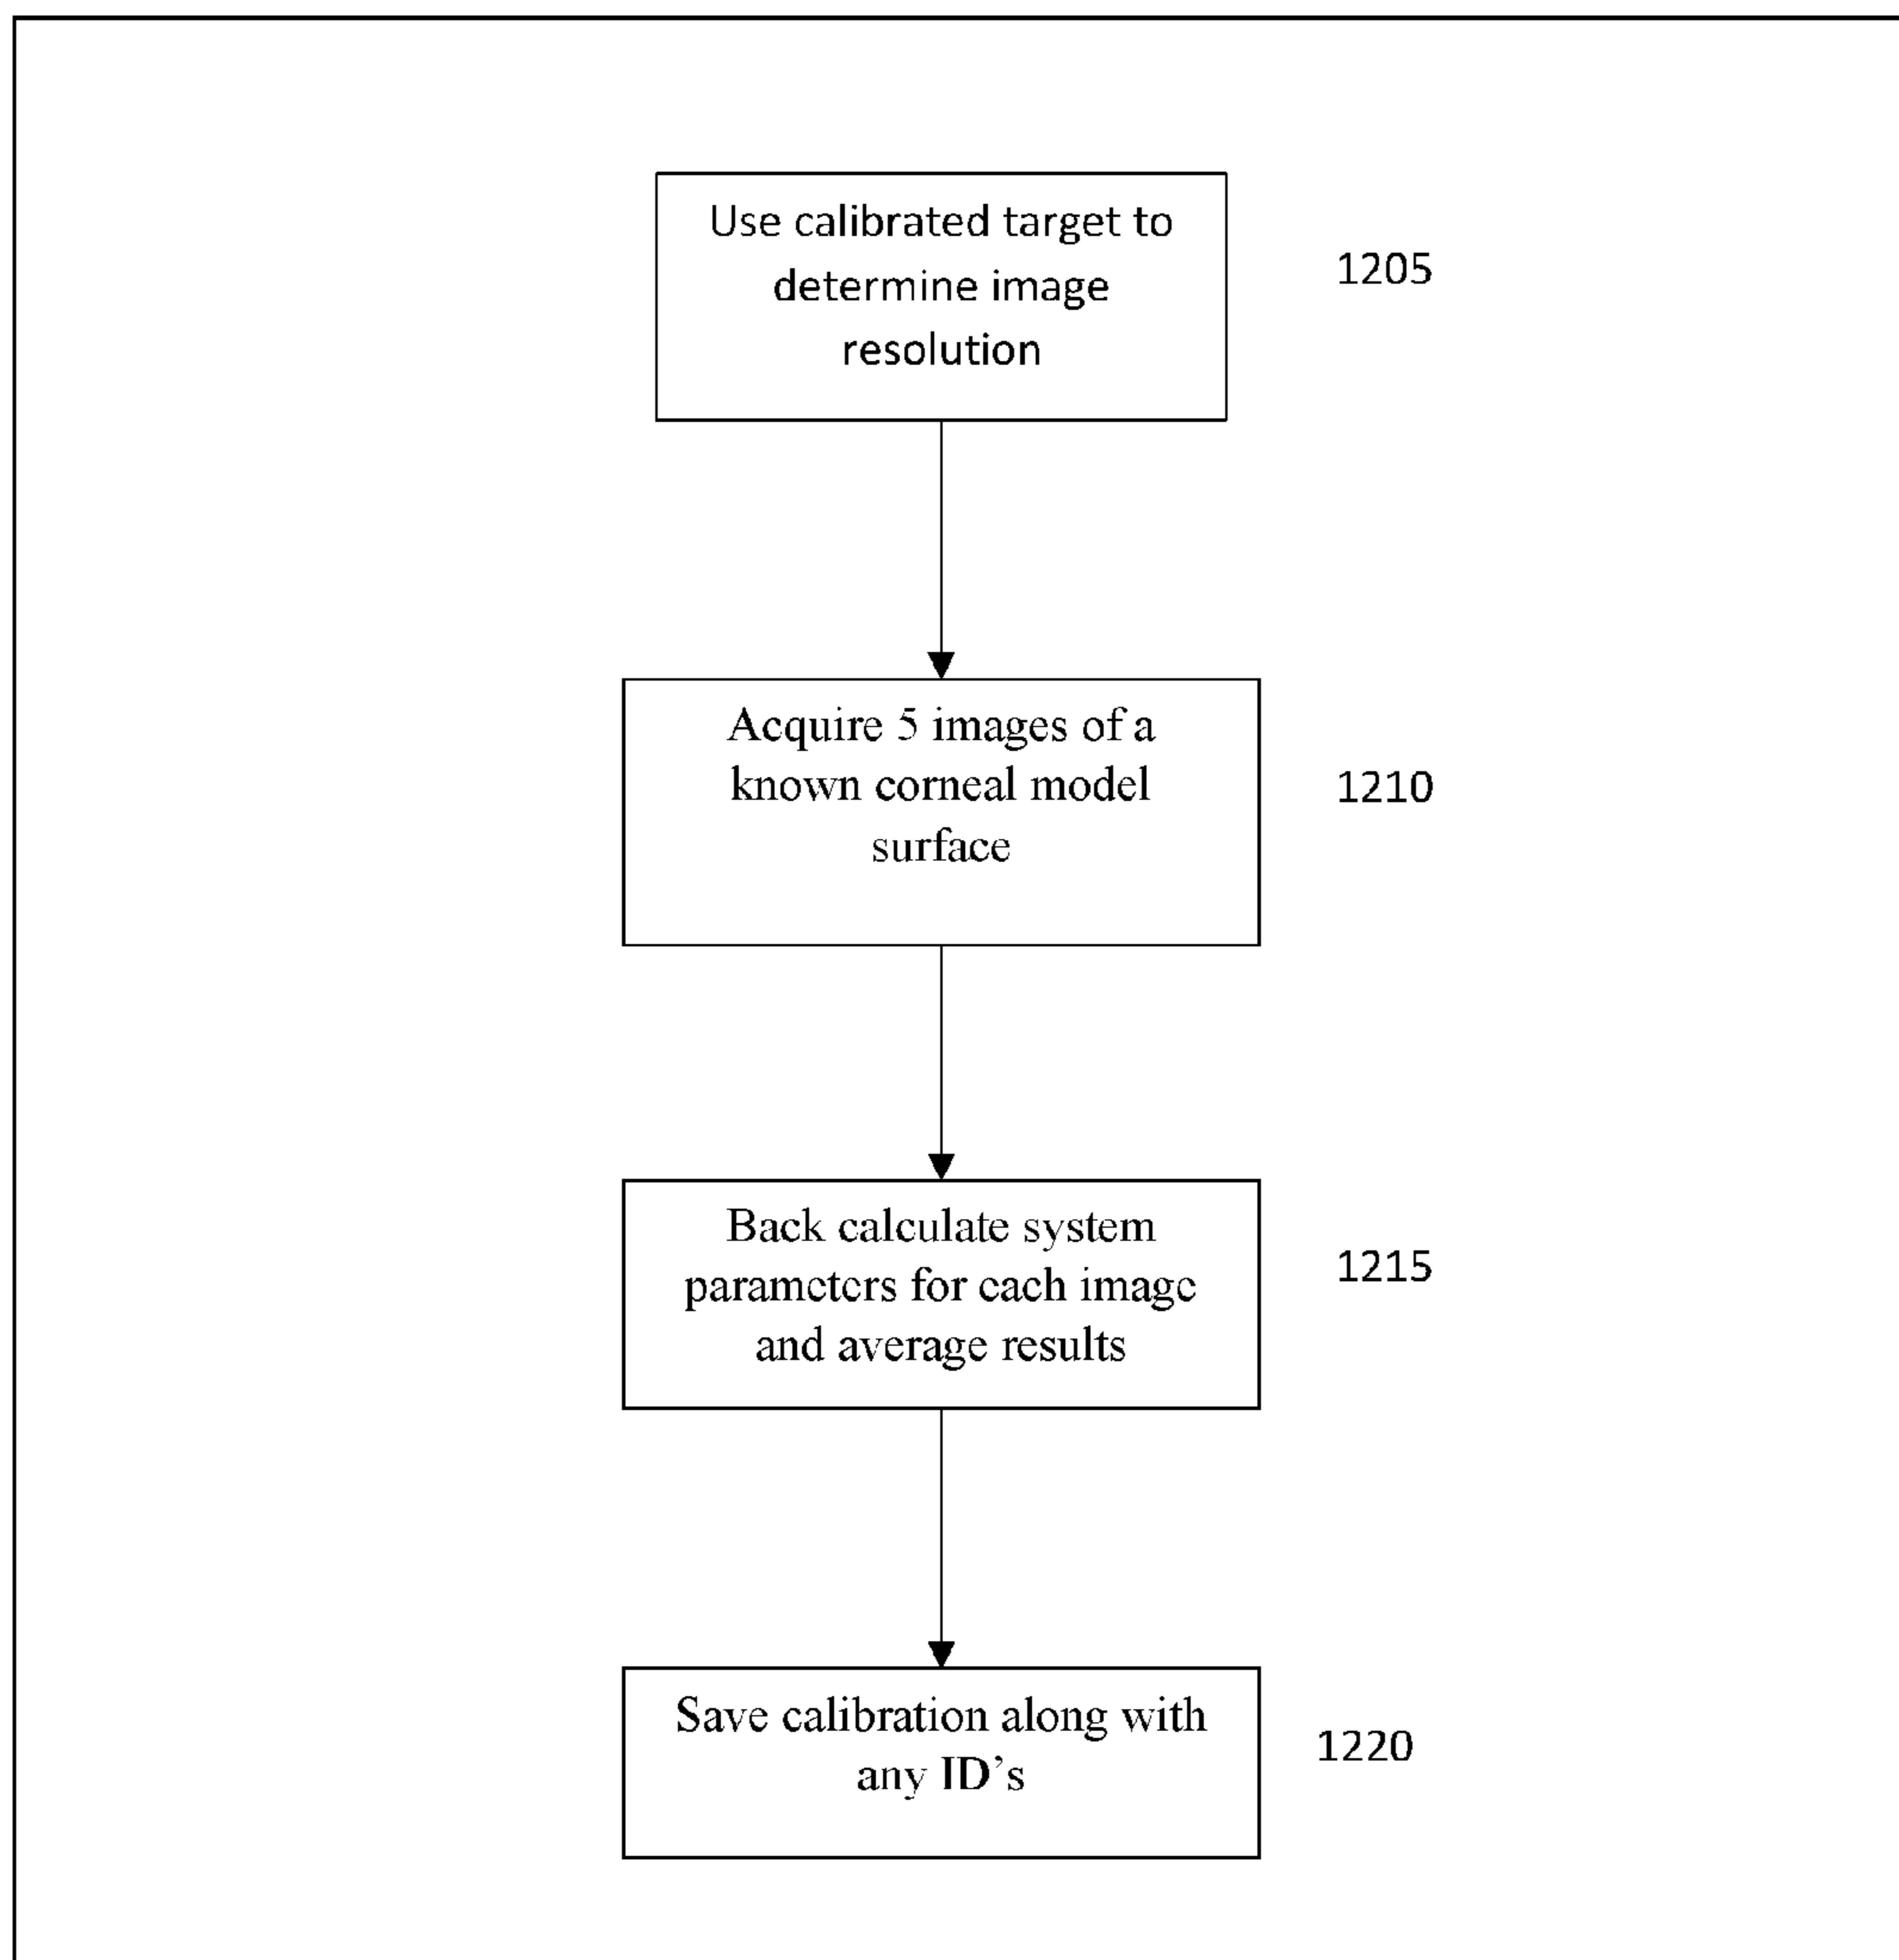 Use calibrated target to
determine image
resolution
1205
Acquire 5 images of a
known corneal model
surface
1210
Back calculate system
parameters for each image
and average results
1215
Save calibration along with
any ID's
1220